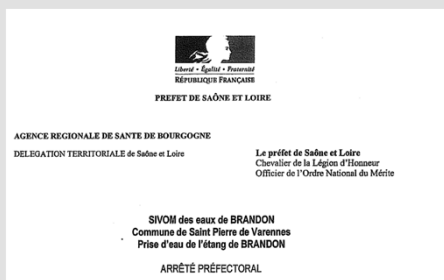 Liberté • Égalité • Fraternité
RÉPUBLIQUE FRANÇAISE
PREFET DE SAÔNE ET LOIRE
AGENCE REGIONALE DE SANTE DE BOURGOGNE
DELEGATION TERRITORIALE de Saône et Loire
Le préfet de Saône et Loire
Chevalier de la Légion d'Honneur
Officier de l'Ordre National du Mérite
SIVOM des eaux de BRANDON
Commune de Saint Pierre de Varennes
Prise d'eau de l'étang de BRANDON
ARRÊTÉ PRÉFECTORAL